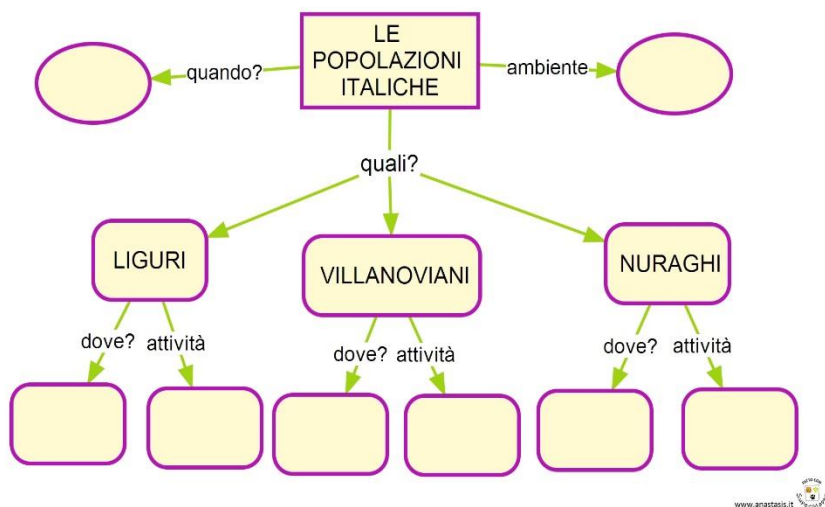 LE
POPOLAZIONI
ITALICHE
quando?
ambiente
quali?
LIGURI
VILLANOVIANI
NURAGHI
dove? attività
dove? attività
dove? attività
www.anastasis.it